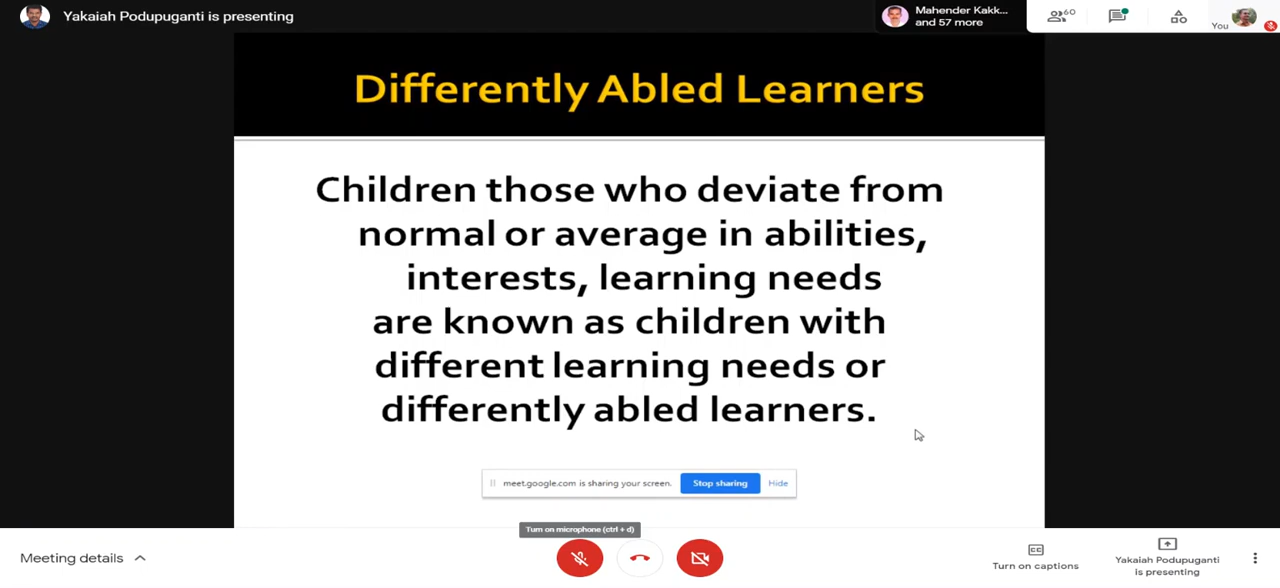 Yakaiah Podupuganti is presenting
Mahender Kakk...
and 57 more
60
You
Differently Abled Learners
Children those who deviate from
normal or average in abilities,
interests, learning needs
are known as children with
different learning needs or
differently abled learners.
meet.google.com is sharing your screen.
Stop sharing
Hide
Turn on microphone (ctrl + d)
Meeting details
CC
Turn on captions
Yakaiah Podupuganti
is presenting